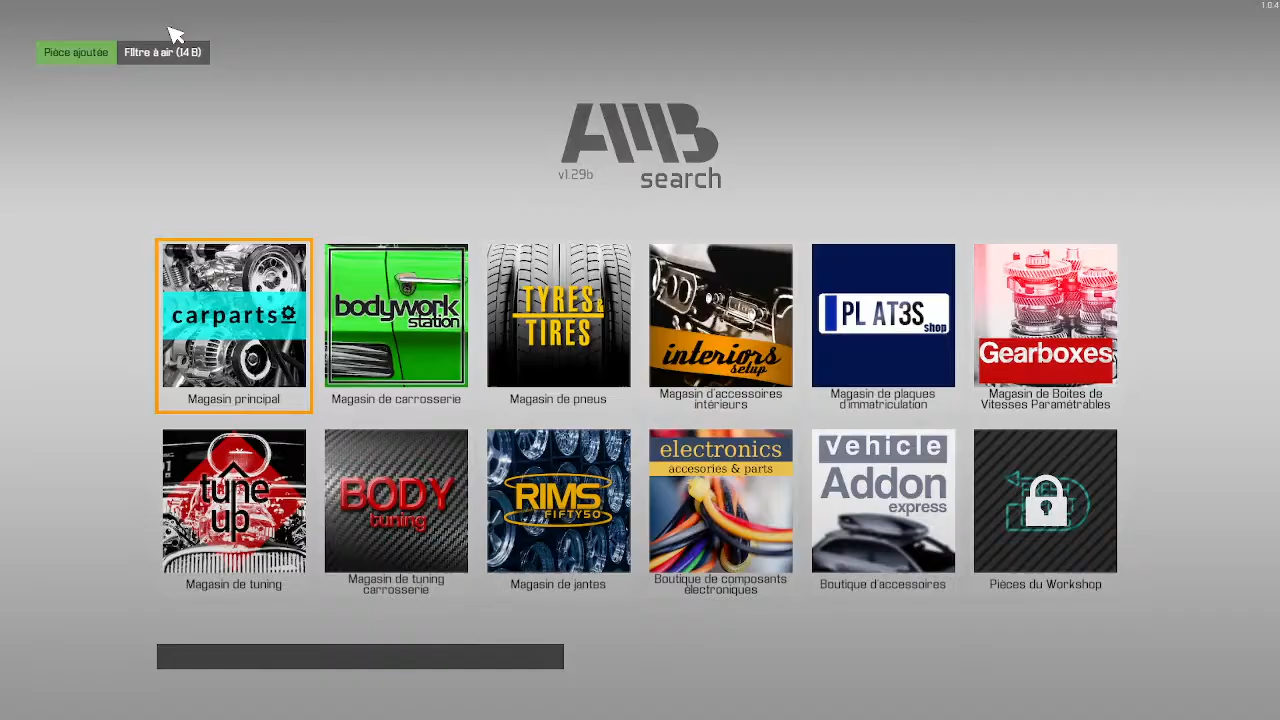 1.0.4
Pièce ajoutée Filtre à air (14 B)
AMB
v1.29b search
carparts
Magasin principal
bodywork
station
Magasin de carrosserie
TYRES &
TIRES
Magasin de pneus
interiors
setup
Magasin d'accessoires
intérieurs
PL AT3S
shop
Magasin de plaques
d'immatriculation
Gearboxes
Magasin de Boîtes de
Vitesses Paramétrables
tune
up
Magasin de tuning
BODY
tuning
Magasin de tuning
carrosserie
RIMS
FIFTY50
Magasin de jantes
electronics
accesories & parts
Boutique de composants
électroniques
vehicle
Addon
express
Boutique d'accessoires
Pièces du Workshop